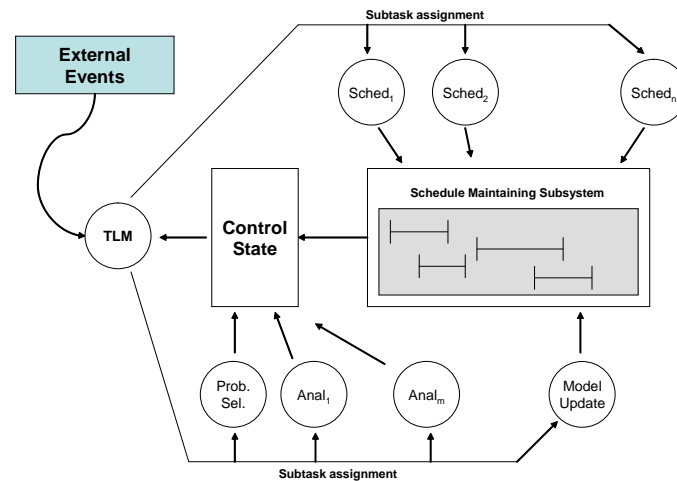 Subtask assignment
External
Events
Sched1
Sched2
Schedn
Schedule Maintaining Subsystem
Control
State
TLM
Prob.
Sel.
Anal1
Analm
Model
Update
Subtask assignment